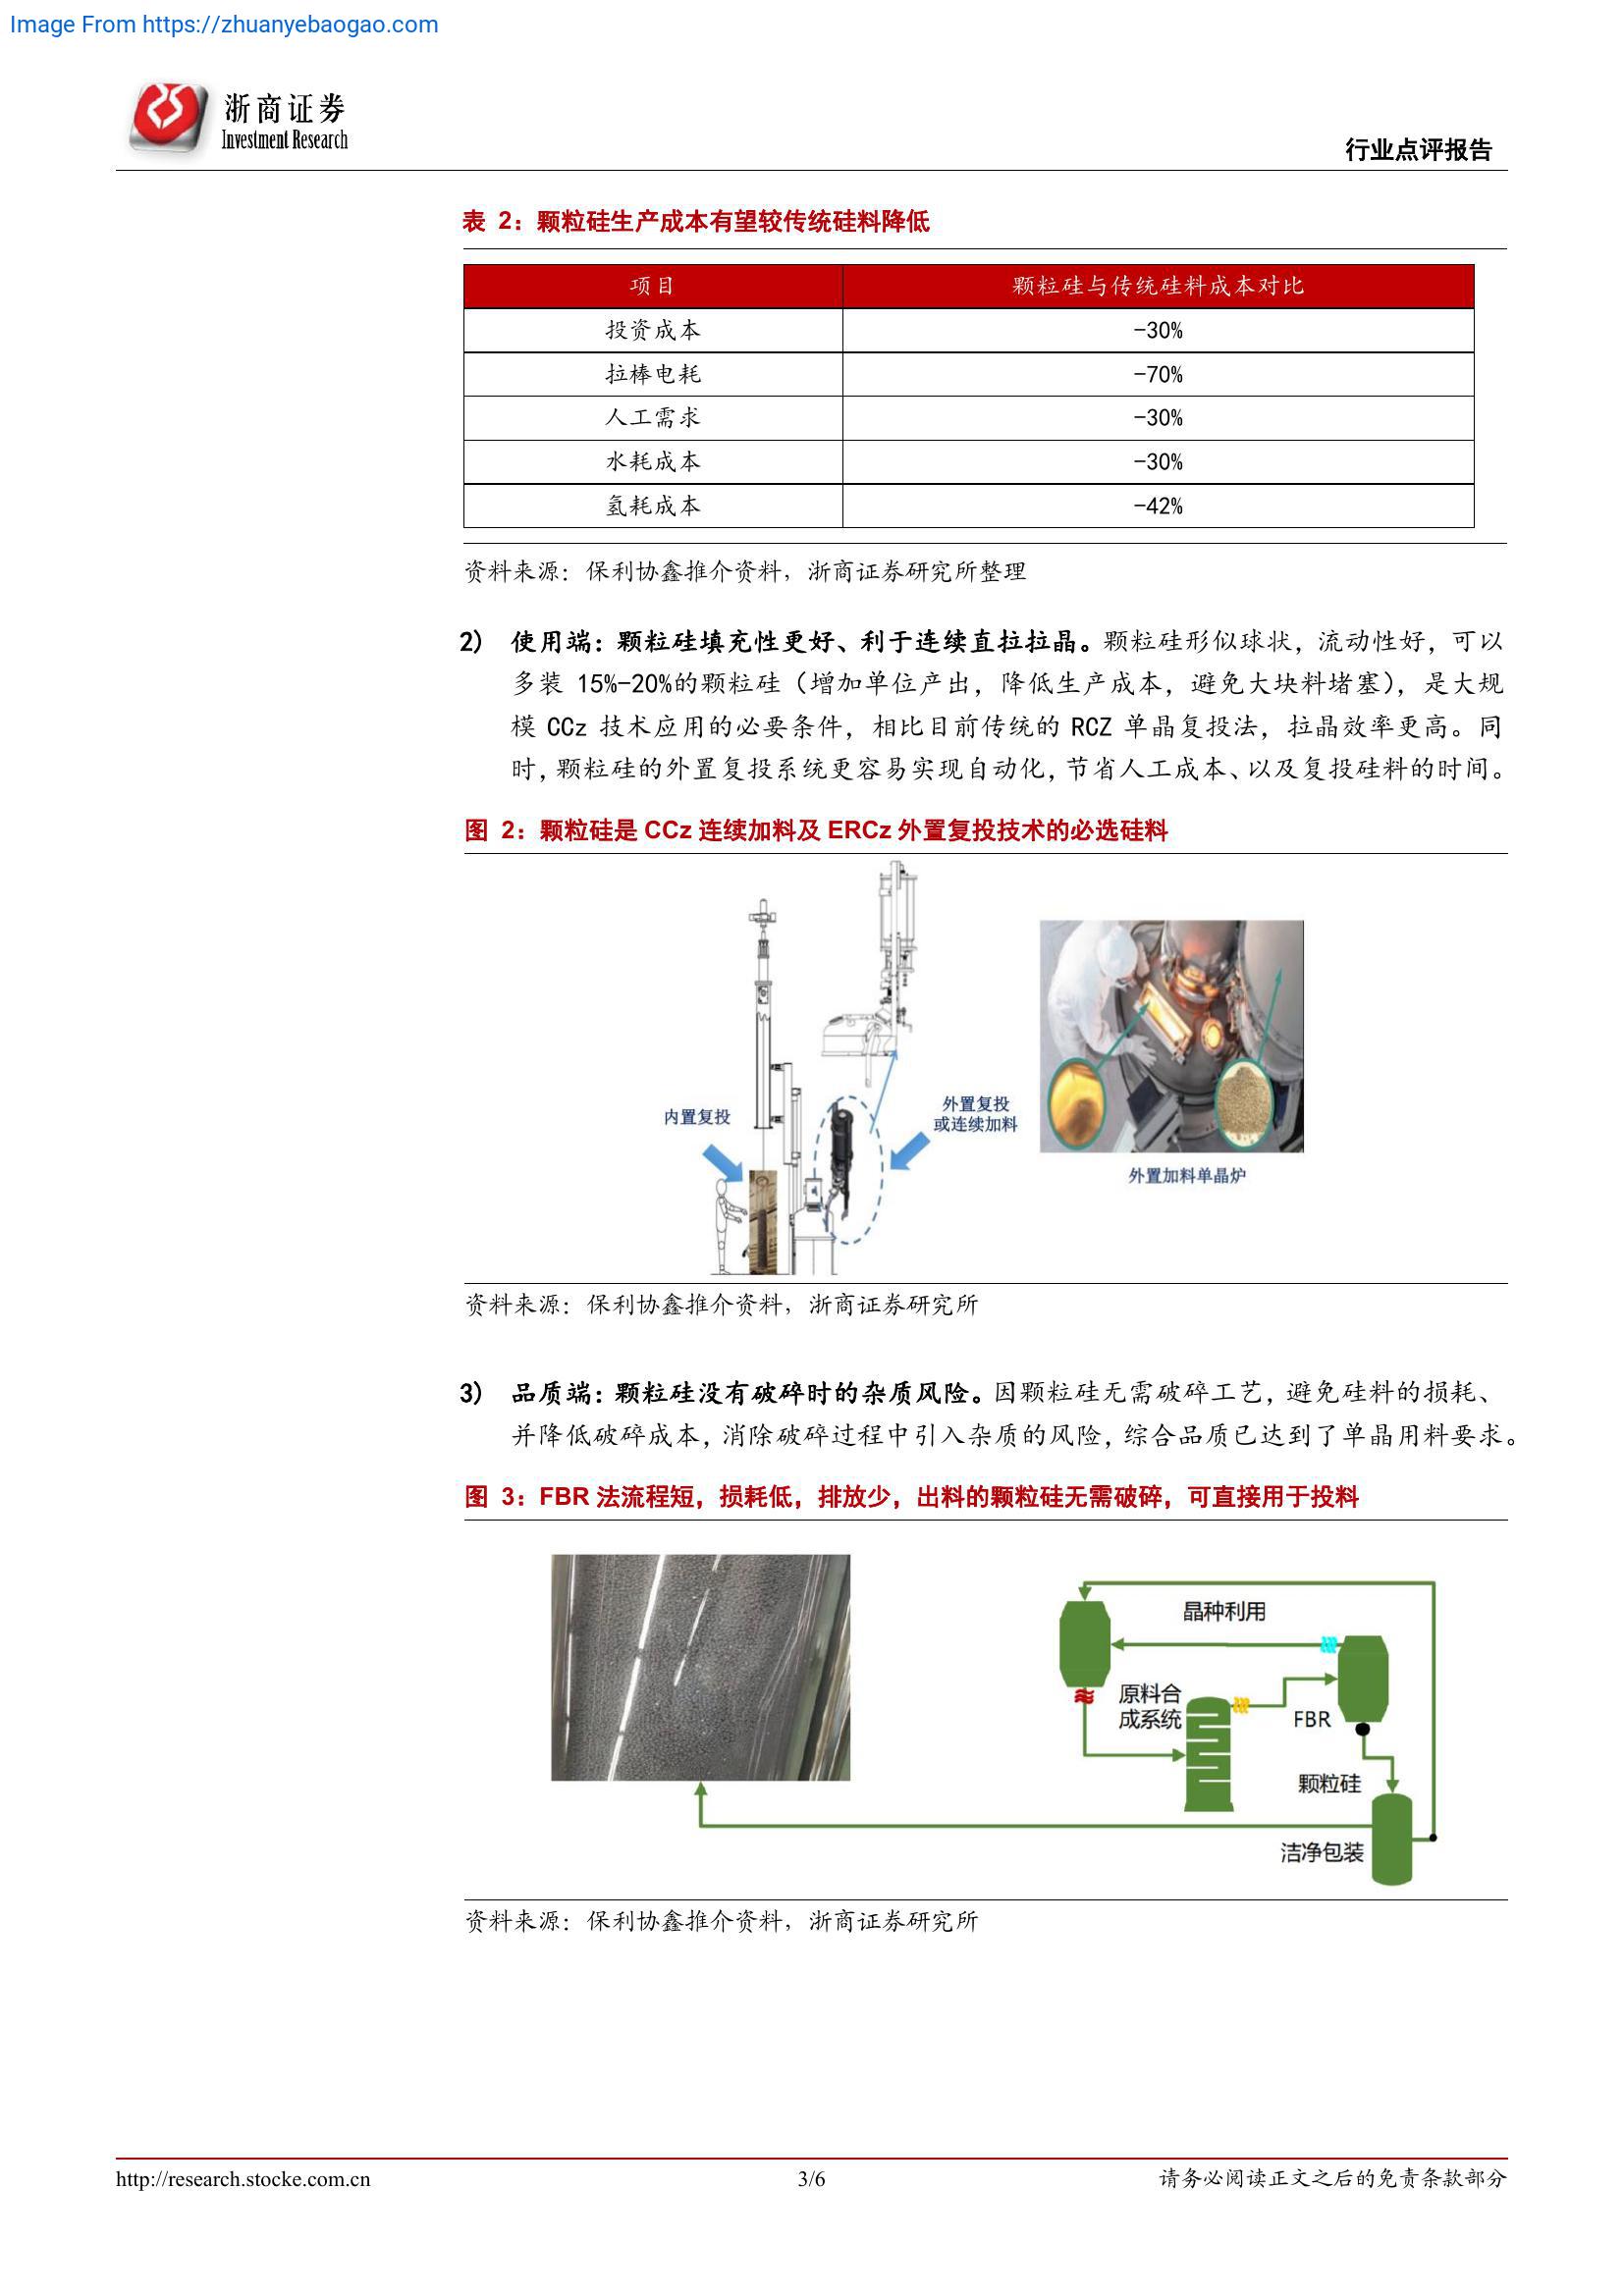 Image From https://zhuanyebaogao.com
浙商证券
Investment Research
行业点评报告
表 2：颗粒硅生产成本有望较传统硅料降低
项目 颗粒硅与传统硅料成本对比
投资成本 -30%
拉棒电耗 -70%
人工需求 -30%
水耗成本 -30%
氢耗成本 -42%
资料来源：保利协鑫推介资料，浙商证券研究所整理
2) 使用端：颗粒硅填充性更好、利于连续直拉拉晶。颗粒硅形似球状，流动性好，可以
多装 15%-20%的颗粒硅（增加单位产出，降低生产成本，避免大块料堵塞），是大规
模 CCz 技术应用的必要条件，相比目前传统的 RCZ 单晶复投法，拉晶效率更高。同
时，颗粒硅的外置复投系统更容易实现自动化，节省人工成本、以及复投硅料的时间。
图 2：颗粒硅是 CCz 连续加料及 ERCz 外置复投技术的必选硅料
内置复投
外置复投
或连续加料
外置加料单晶炉
资料来源：保利协鑫推介资料，浙商证券研究所
3) 品质端：颗粒硅没有破碎时的杂质风险。因颗粒硅无需破碎工艺，避免硅料的损耗、
并降低破碎成本，消除破碎过程中引入杂质的风险，综合品质已达到了单晶用料要求。
图 3：FBR 法流程短，损耗低，排放少，出料的颗粒硅无需破碎，可直接用于投料
晶种利用
原料合
成系统
FBR
颗粒硅
洁净包装
资料来源：保利协鑫推介资料，浙商证券研究所
http://research.stocke.com.cn 3/6 请务必阅读正文之后的免责条款部分